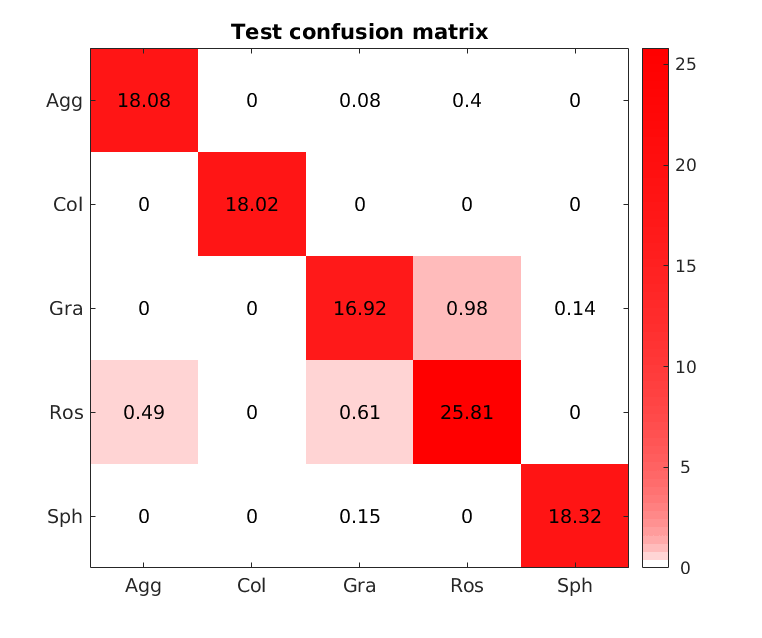 Test confusion matrix
Agg 18.08 0 0.08 0.4 0
Col 0 18.02 0 0 0
Gra 0 0 16.92 0.98 0.14
Ros 0.49 0 0.61 25.81 0
Sph 0 0 0.15 0 18.32
Agg Col Gra Ros Sph
25
20
15
10
5
0